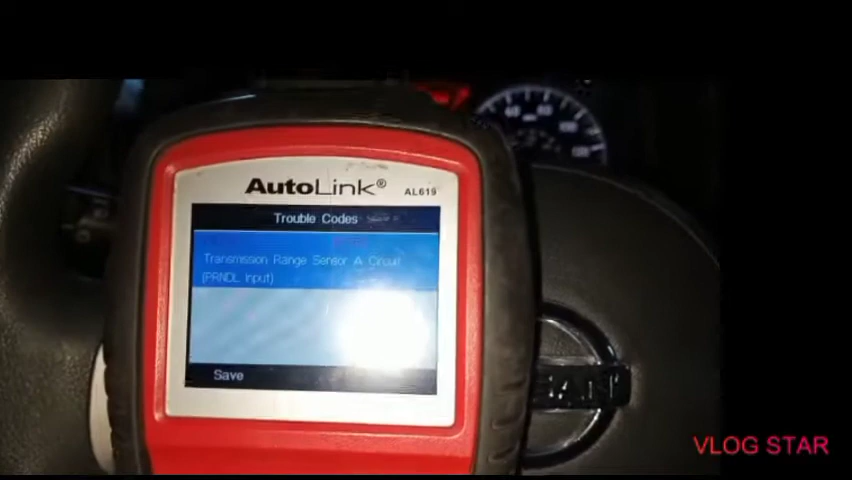 AutoLink®
AL619
Trouble Codes
Transmission Range Sensor A Circuit
(PRNDL Input)
Save
VLOG STAR